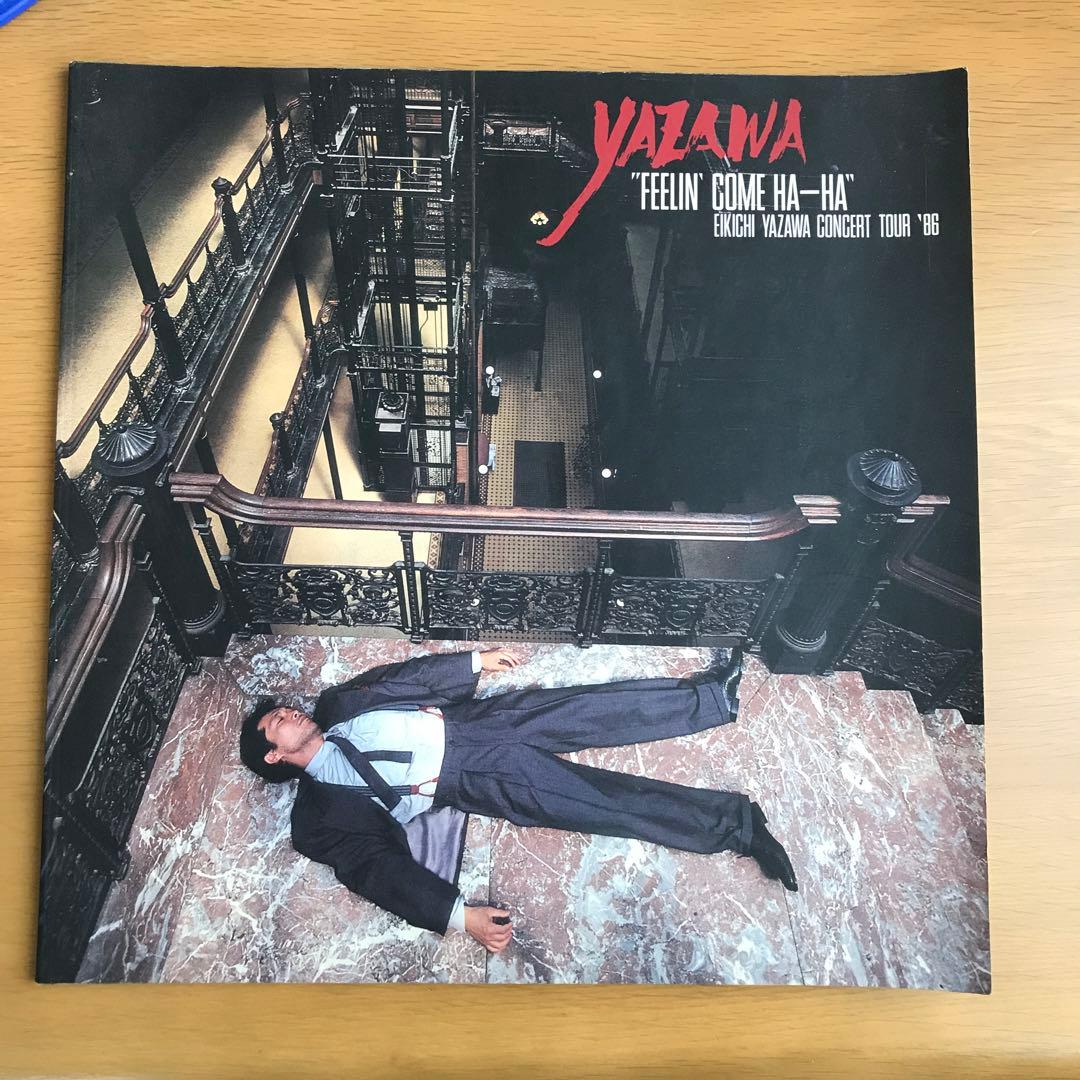 YAZAWA
"FEELIN' COME HA-HA"
EIKICHI YAZAWA CONCERT TOUR '86